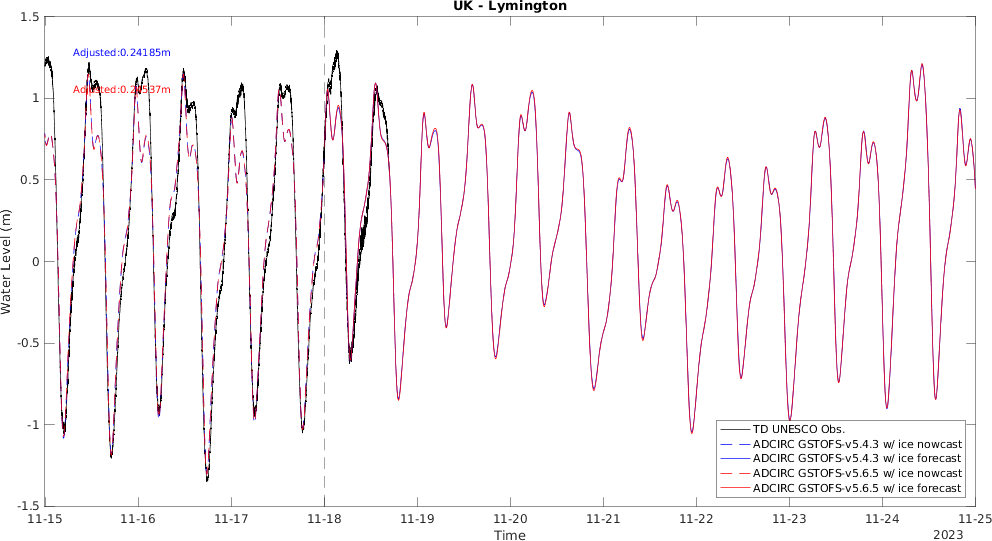 UK - Lymington
1.5
1
0.5
0
-0.5
-1
-1.5
Water Level (m)
Adjusted:0.24185m
TD UNESCO Obs.
ADCIRC GSTOFS-v5.4.3 w/ ice nowcast
ADCIRC GSTOFS-v5.4.3 w/ ice forecast
ADCIRC GSTOFS-v5.6.5 w/ ice nowcast
ADCIRC GSTOFS-v5.6.5 w/ ice forecast
11-15 11-16 11-17 11-18 11-19 11-20 11-21 11-22 11-23 11-24 11-25
Time
2023